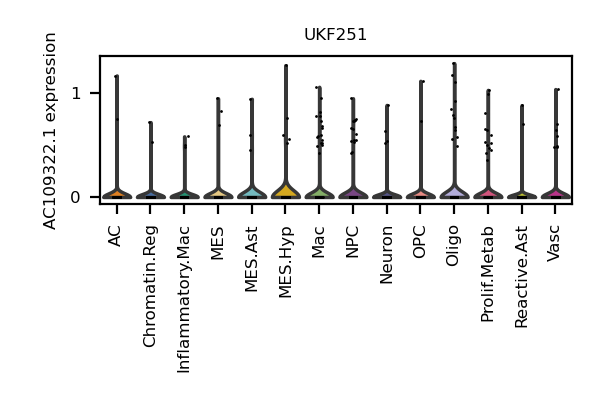 UKF251
AC109322.1 expression
1
0
AC
Chromatin.Reg
Inflammatory.Mac
MES
MES.Ast
MES.Hyp
Mac
NPC
Neuron
OPC
Oligo
Prolif.Metab
Reactive.Ast
Vasc